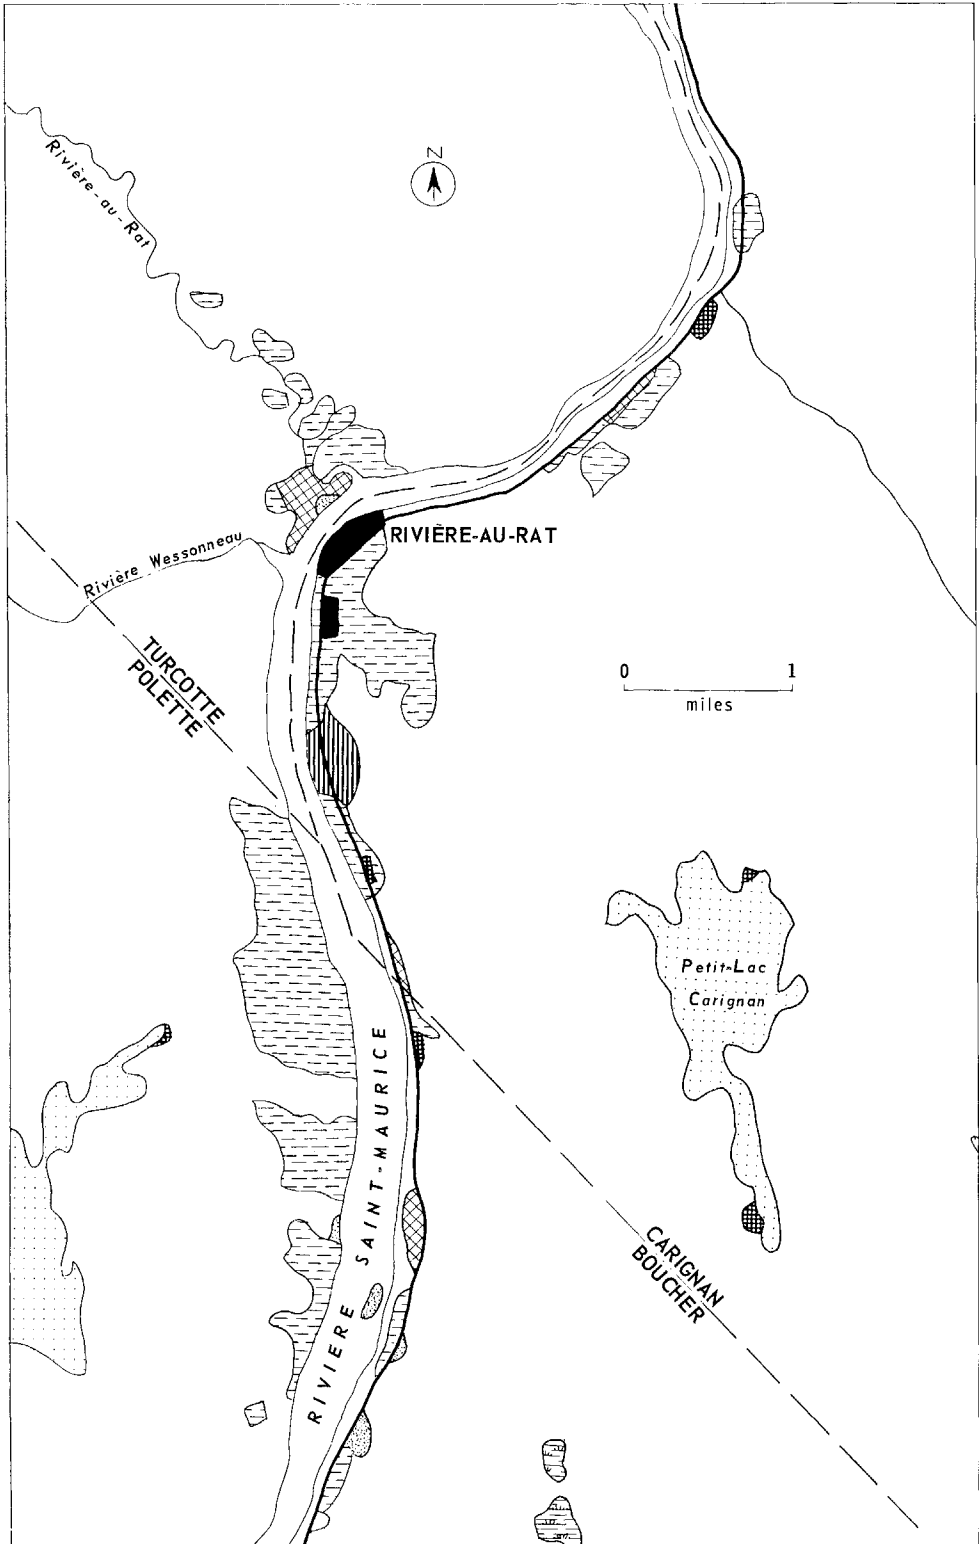 Rivière-au-Rat
N
RIVIÈRE-AU-RAT
Rivière Wessonneau
TURCOTTE
POLETTE
0 1
miles
Petit-Lac
Carignan
RIVIERE SAINT-MAURICE
CARIGNAN
BOUCHER